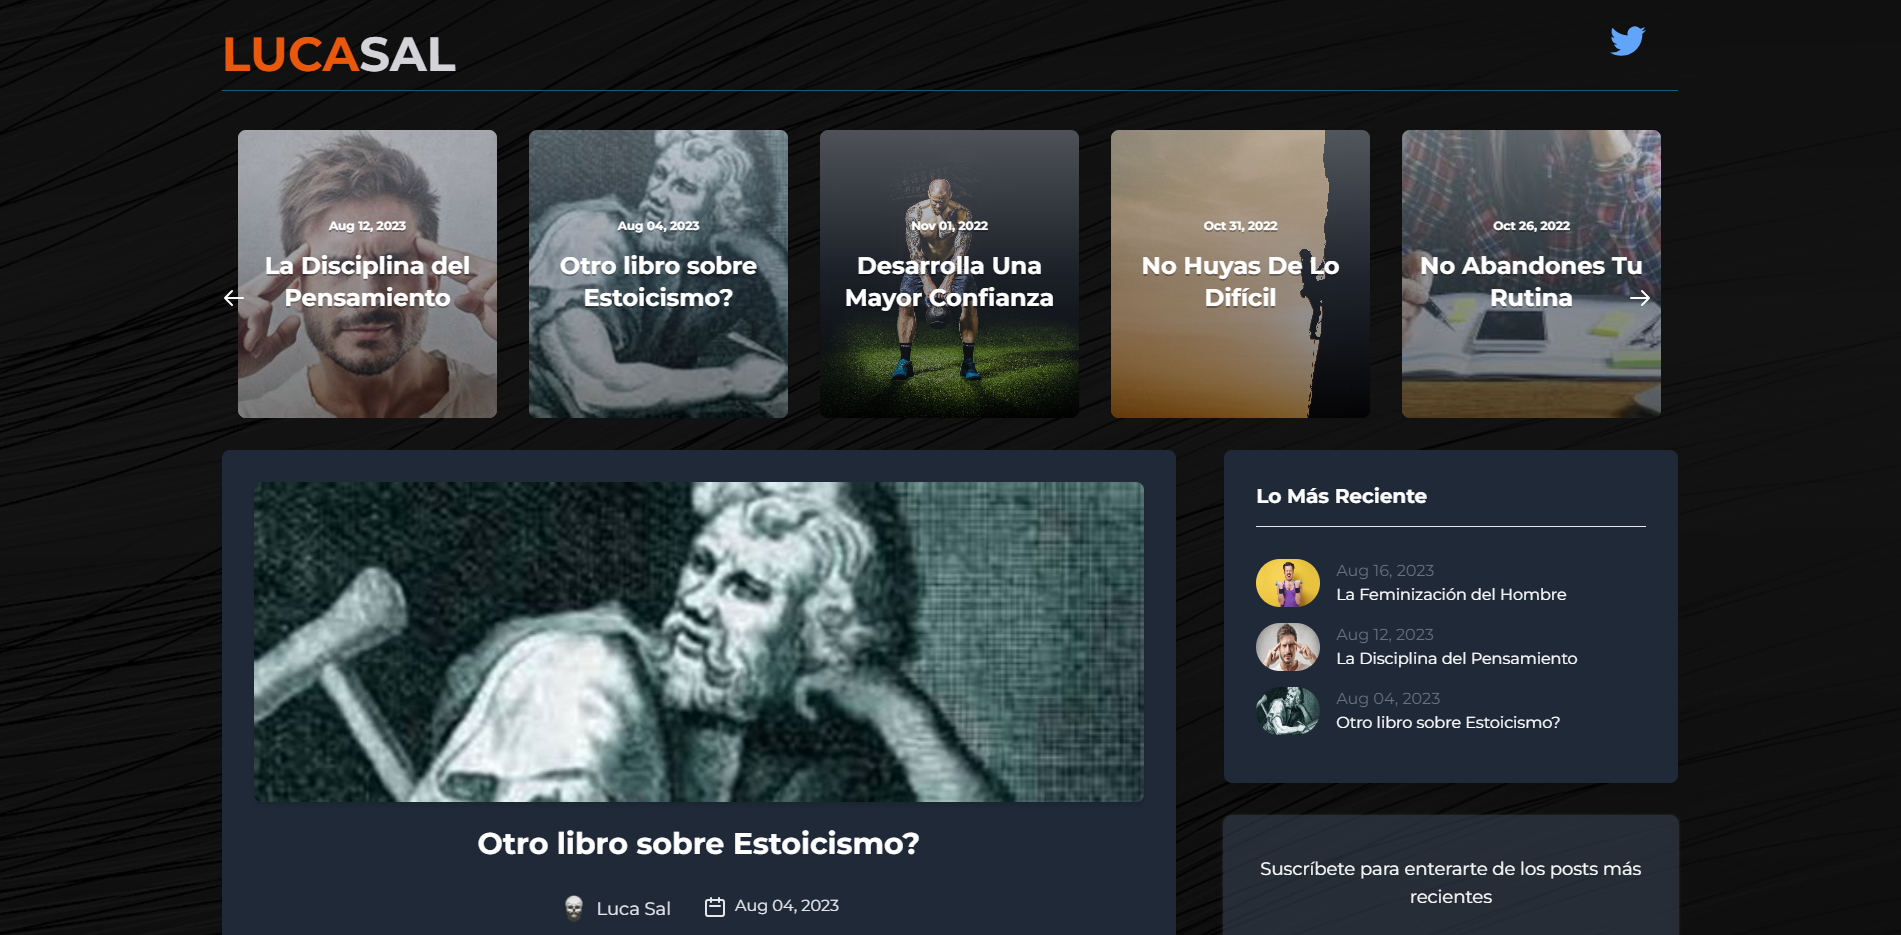 LUCASAL
Aug 12, 2023
La Disciplina del
Pensamiento
Aug 04, 2023
Otro libro sobre
Estoicismo?
Nov 01, 2022
Desarrolla Una
Mayor Confianza
Oct 31, 2022
No Huyas De Lo
Difícil
Oct 26, 2022
No Abandones Tu
Rutina
Otro libro sobre Estoicismo?
Luca Sal
Aug 04, 2023
Lo Más Reciente
Aug 16, 2023
La Feminización del Hombre
Aug 12, 2023
La Disciplina del Pensamiento
Aug 04, 2023
Otro libro sobre Estoicismo?
Suscríbete para enterarte de los posts más
recientes